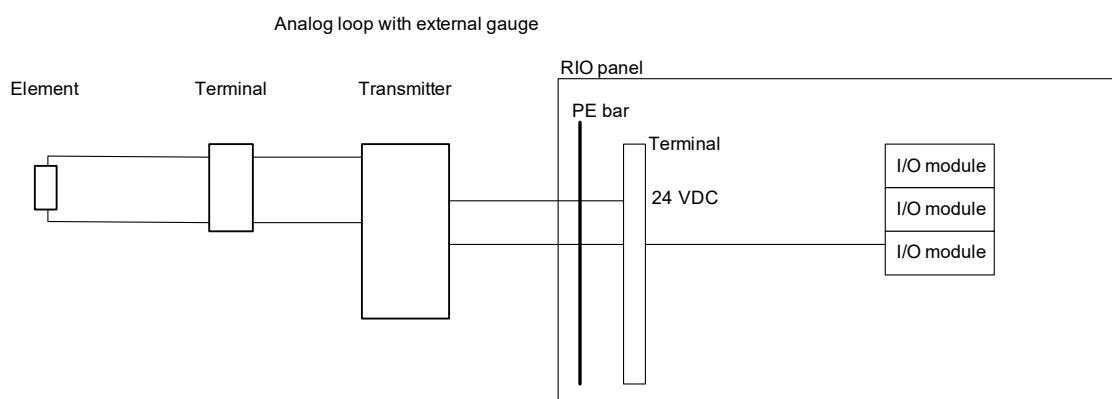 Analog loop with external gauge
RIO panel
Element
Terminal
Transmitter
PE bar
Terminal
I/O module
24 VDC
I/O module
I/O module